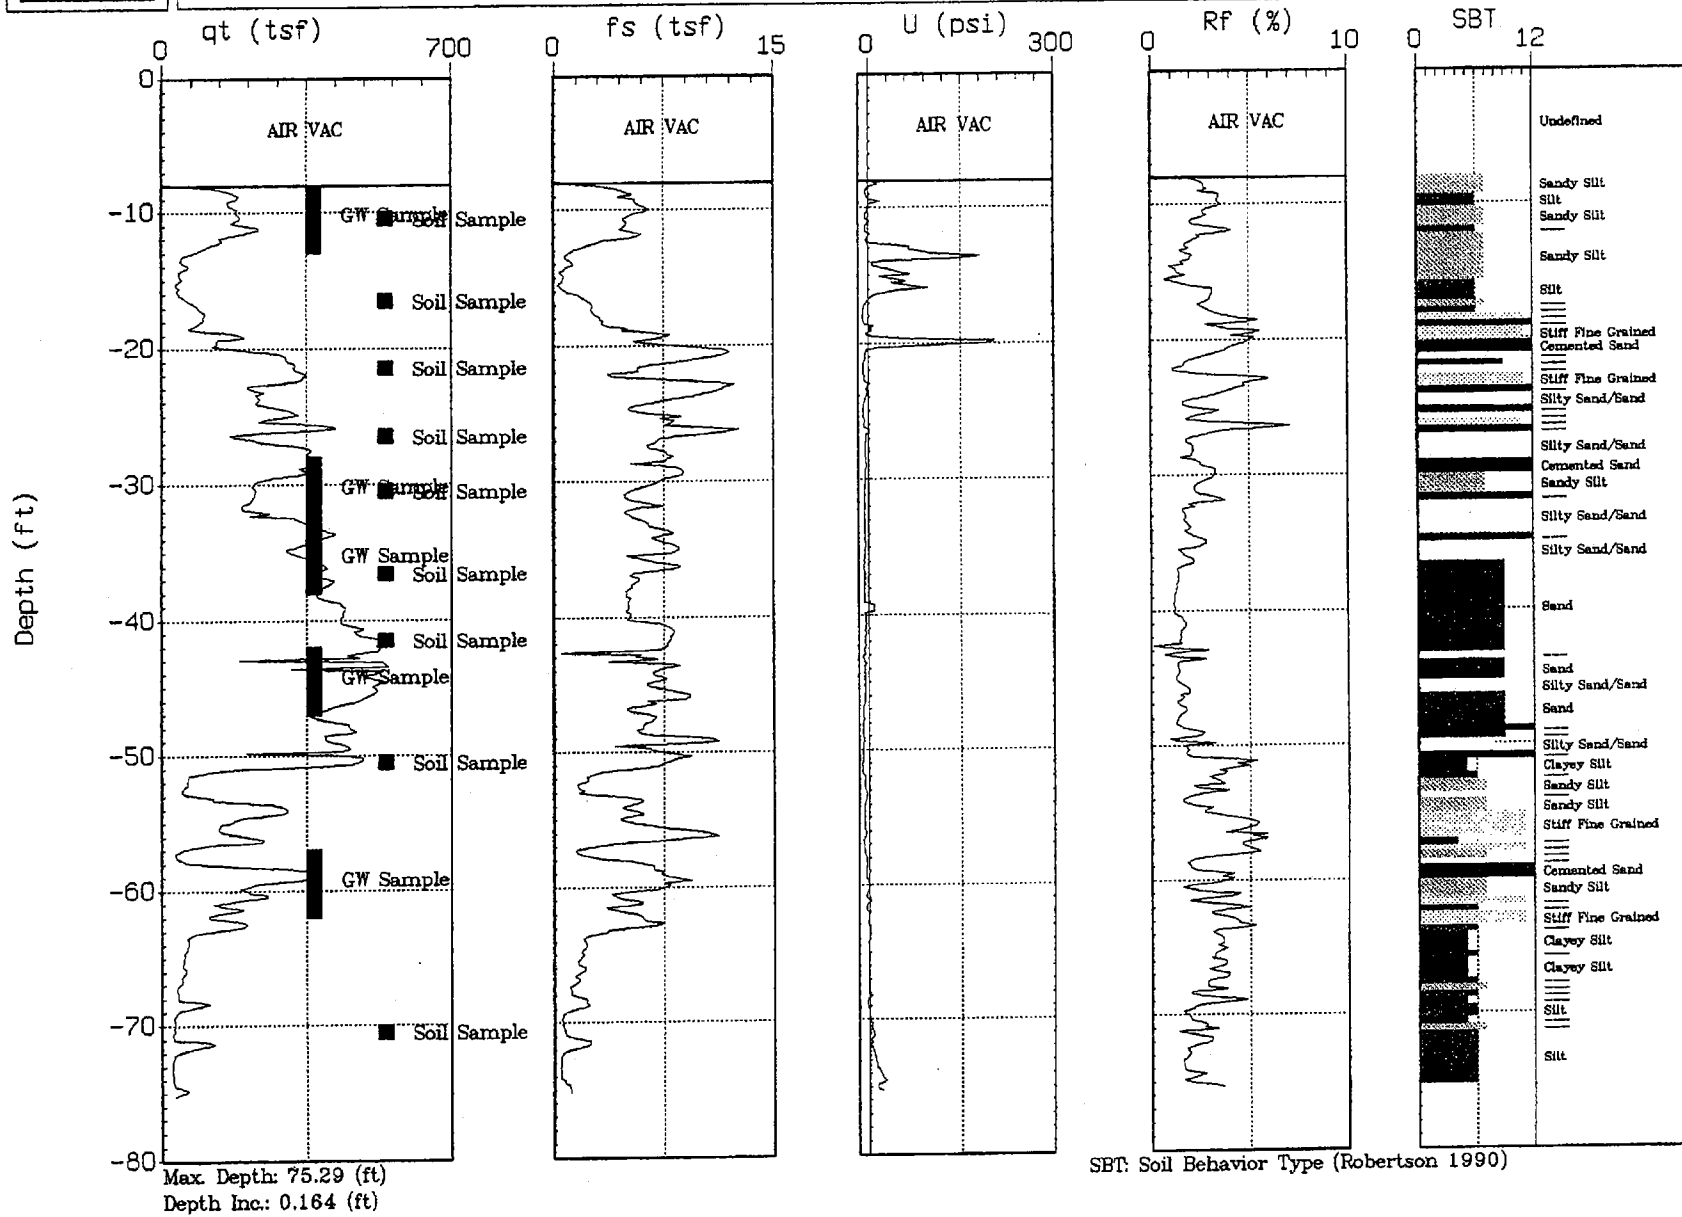 qt (tsf) fs (tsf) U (psi) Rf (%) SBT
0 700 0 15 0 300 0 10 0 12
0
AIR VAC AIR VAC AIR VAC AIR VAC Undefined
Sandy Silt
Silt
-10 GW Sample Soil Sample Sandy Silt
Sandy Silt
Soil Sample Silt
Stiff Fine Grained
-20 Cemented Sand
Soil Sample Stiff Fine Grained
Silty Sand/Sand
Soil Sample Silty Sand/Sand
Cemented Sand
-30 GW Sample Soil Sample Sandy Silt
Silty Sand/Sand
GW Sample Silty Sand/Sand
Soil Sample
Depth (ft)
Sand
-40
Soil Sample
GW Sample Sand
Silty Sand/Sand
Sand
Silty Sand/Sand
-50 Soil Sample Clayey Silt
Sandy Silt
Sandy Silt
Stiff Fine Grained
GW Sample Cemented Sand
-60 Sandy Silt
Stiff Fine Grained
Clayey Silt
Clayey Silt
-70 Soil Sample Silt
Silt
-80
Max. Depth: 75.29 (ft)
Depth Inc.: 0.164 (ft)
SBT: Soil Behavior Type (Robertson 1990)